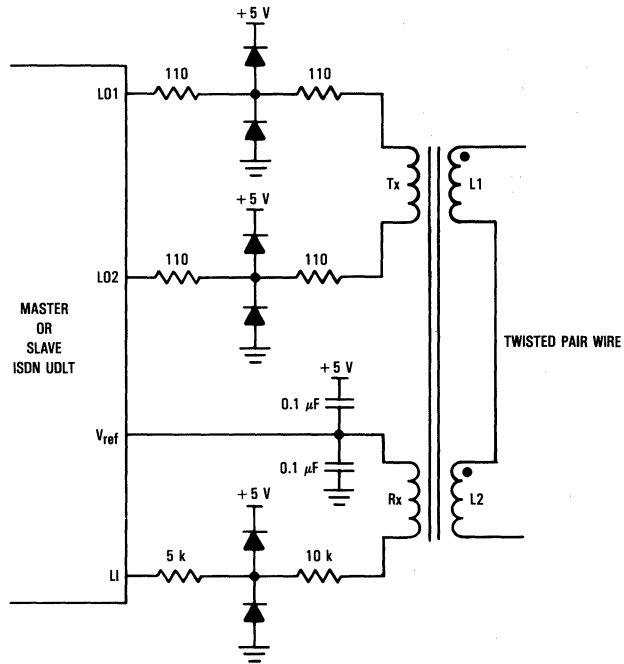 +5 V
110
110
LO1
Tx
L1
+5 V
110
110
LO2
MASTER
OR
SLAVE
ISDN UDLT
TWISTED PAIR WIRE
+5 V
0.1 μF
Vref
0.1 μF
+5 V
Rx
L2
5 k
10 k
LI